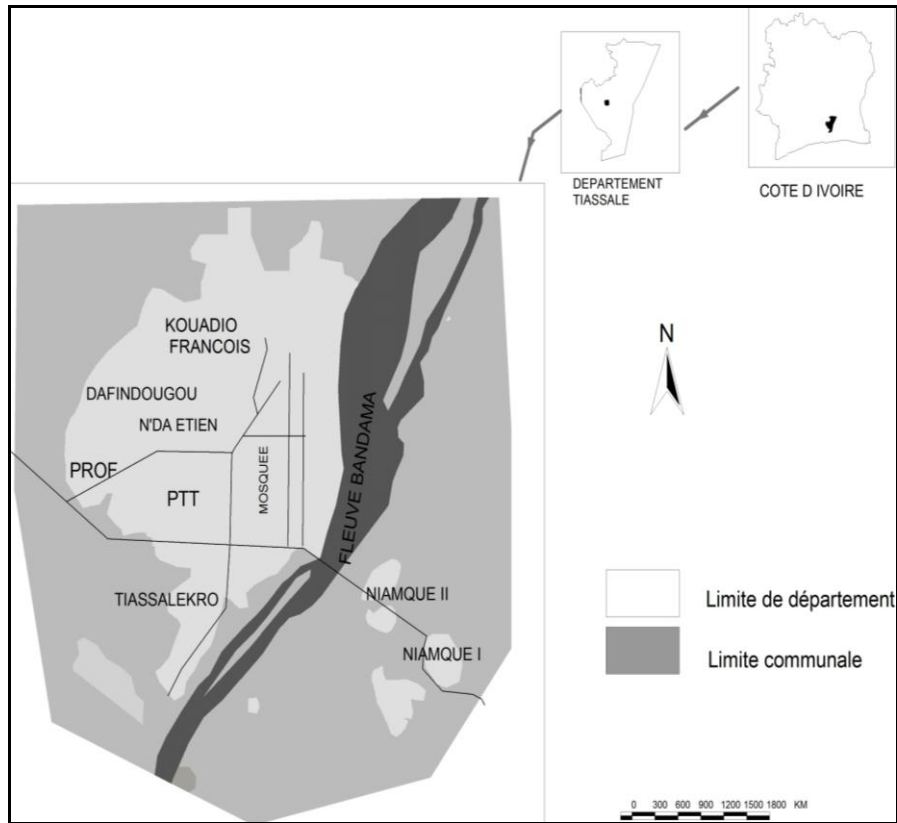 DEPARTEMENT
TIASSALE
COTE D IVOIRE
KOUADIO
FRANCOIS
DAFINDOUGOU
N'DA ETIEN
PROF
PTT
MOSQUEE
FLEUVE BANDAMA
TIASSALEKRO
NIAMQUE II
NIAMQUE I
N
Limite de département
Limite communale
0 300 600 900 1200 1500 1800 KM